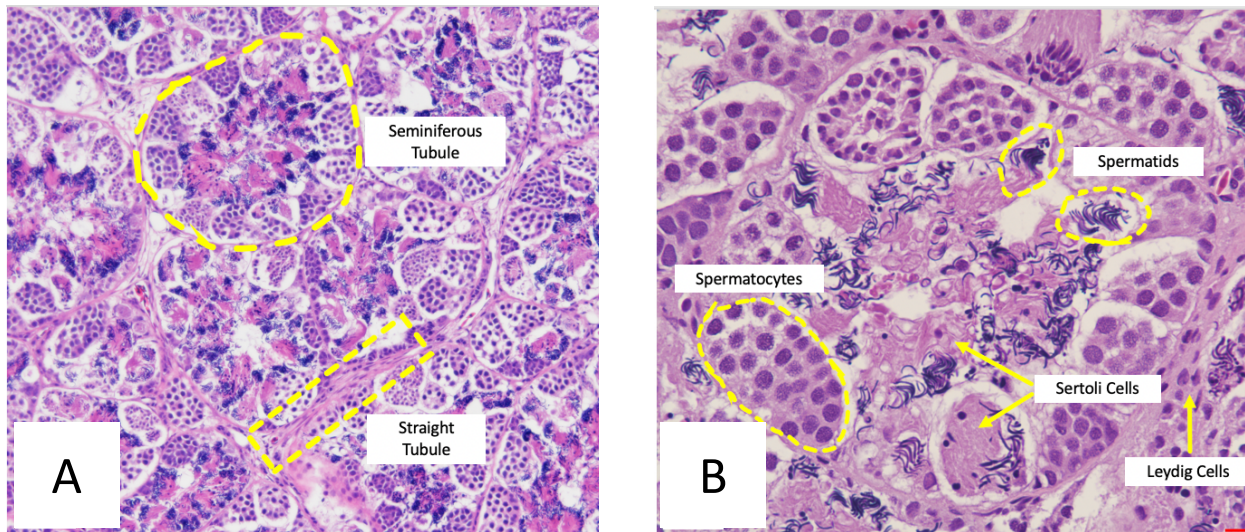 Seminiferous
Tubule
Straight
Tubule
A
Spermatids
Spermatocytes
Sertoli Cells
Leydig Cells
B